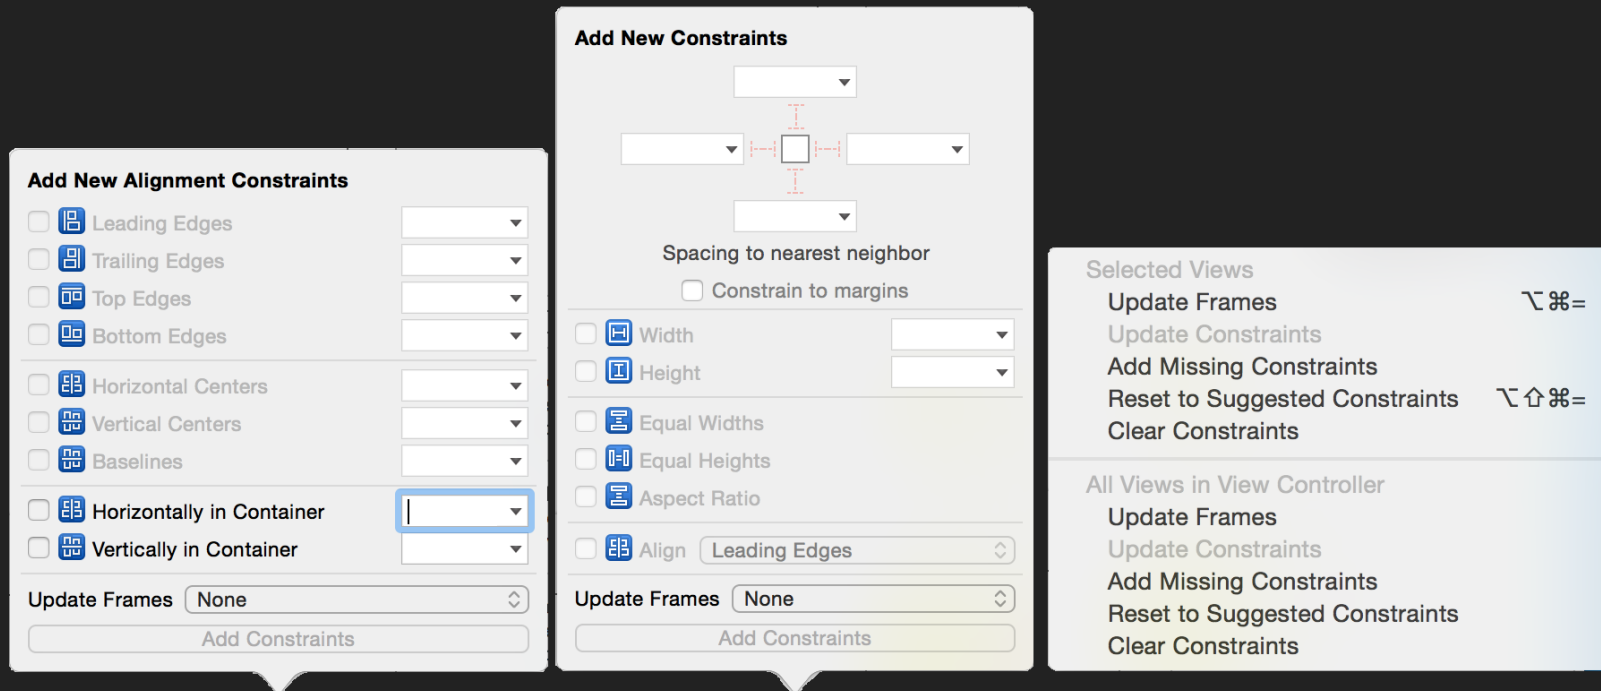 Add New Alignment Constraints
Leading Edges
Trailing Edges
Top Edges
Bottom Edges
Horizontal Centers
Vertical Centers
Baselines
Horizontally in Container
Vertically in Container
Update Frames None
Add Constraints
Add New Constraints
Spacing to nearest neighbor
Constrain to margins
Width
Height
Equal Widths
Equal Heights
Aspect Ratio
Align Leading Edges
Update Frames None
Add Constraints
Selected Views
Update Frames ⌥⌘=
Update Constraints
Add Missing Constraints
Reset to Suggested Constraints ⌥⇧⌘=
Clear Constraints
All Views in View Controller
Update Frames
Update Constraints
Add Missing Constraints
Reset to Suggested Constraints
Clear Constraints